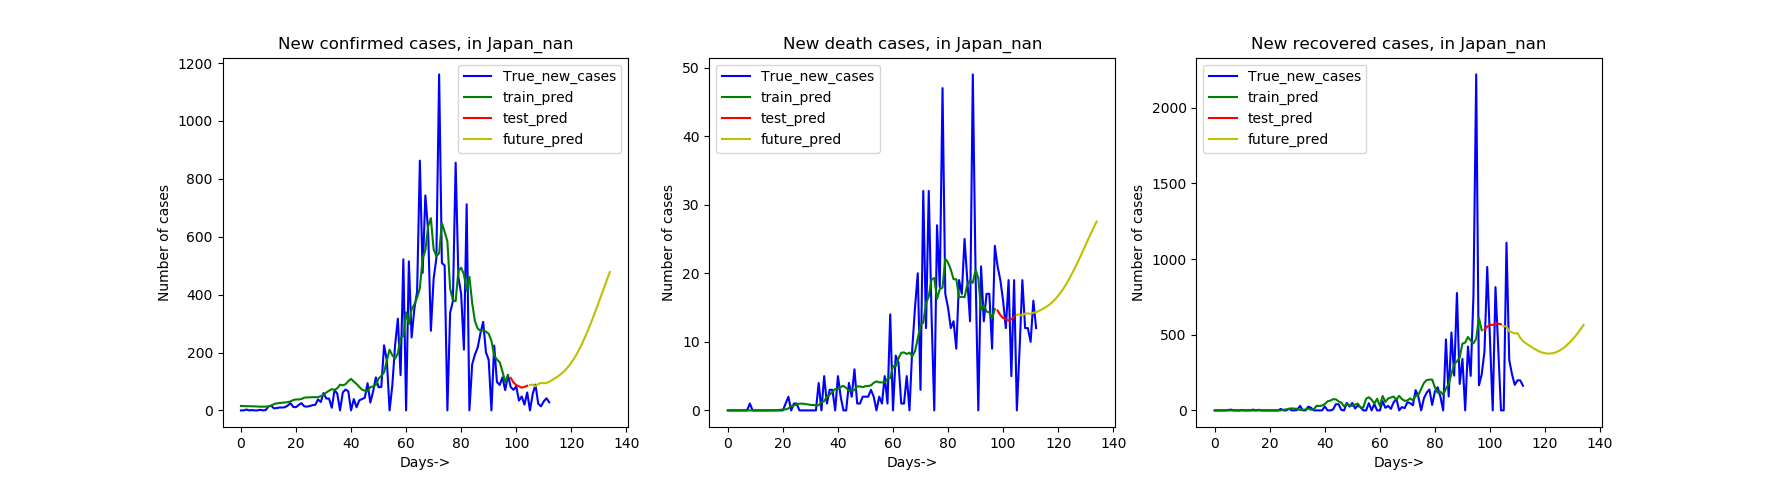 New confirmed cases, in Japan_nan
Number of cases
1200
1000
800
600
400
200
0
0 20 40 60 80 100 120 140
Days->
True_new_cases
train_pred
test_pred
future_pred
New death cases, in Japan_nan
Number of cases
50
40
30
20
10
0
0 20 40 60 80 100 120 140
Days->
True_new_cases
train_pred
test_pred
future_pred
New recovered cases, in Japan_nan
Number of cases
2000
1500
1000
500
0
0 20 40 60 80 100 120 140
Days->
True_new_cases
train_pred
test_pred
future_pred